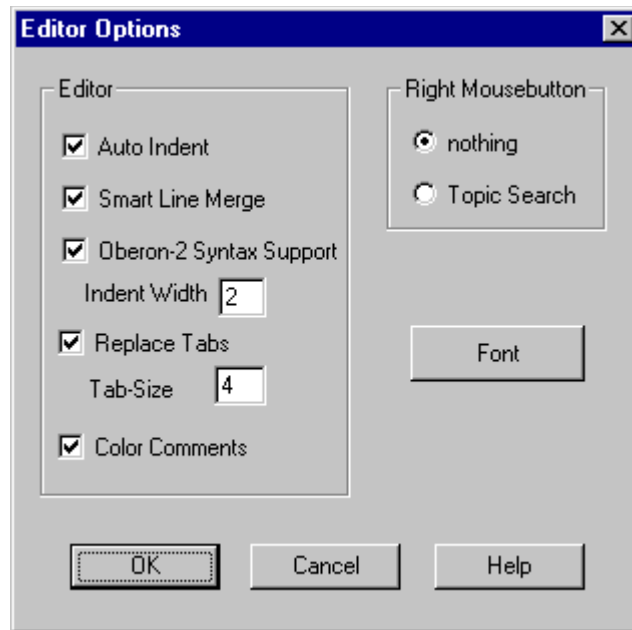 Editor Options
Editor
Auto Indent
Smart Line Merge
Oberon-2 Syntax Support
Indent Width 2
Replace Tabs
Tab-Size 4
Color Comments
Right Mousebutton
nothing
Topic Search
Font
OK Cancel Help